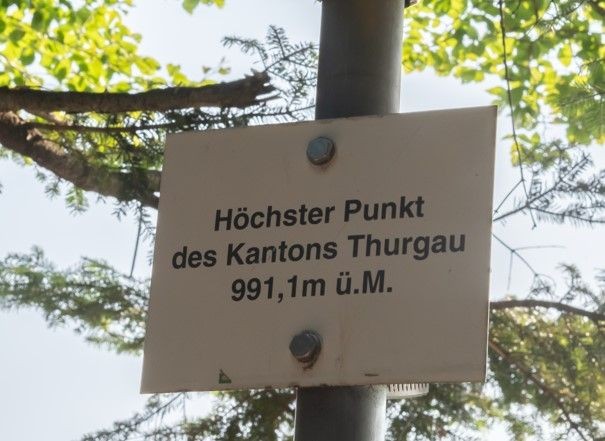 Höchster Punkt
des Kantons Thurgau
991,1m ü.M.